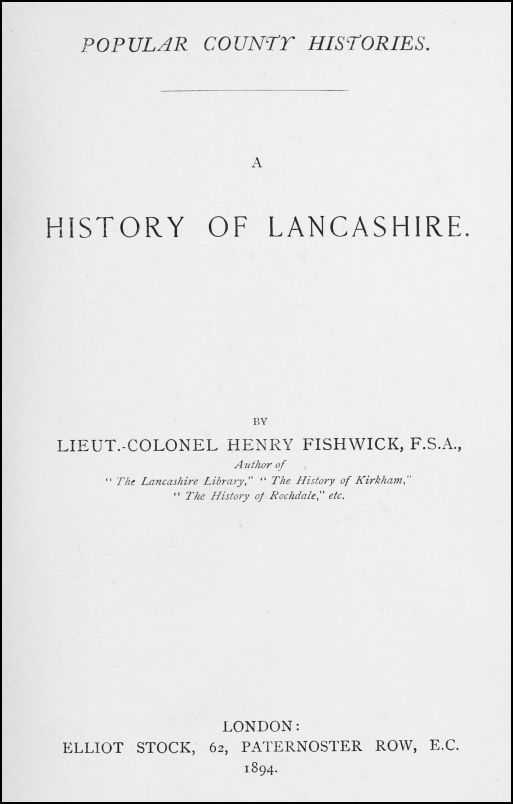 POPULAR COUNTY HISTORIES.
A
HISTORY OF LANCASHIRE.
BY
LIEUT.-COLONEL HENRY FISHWICK, F.S.A.,
Author of
"The Lancashire Library," "The History of Kirkham,"
"The History of Rochdale," etc.
LONDON:
ELLIOT STOCK, 62, PATERNOSTER ROW, E.C.
1894.